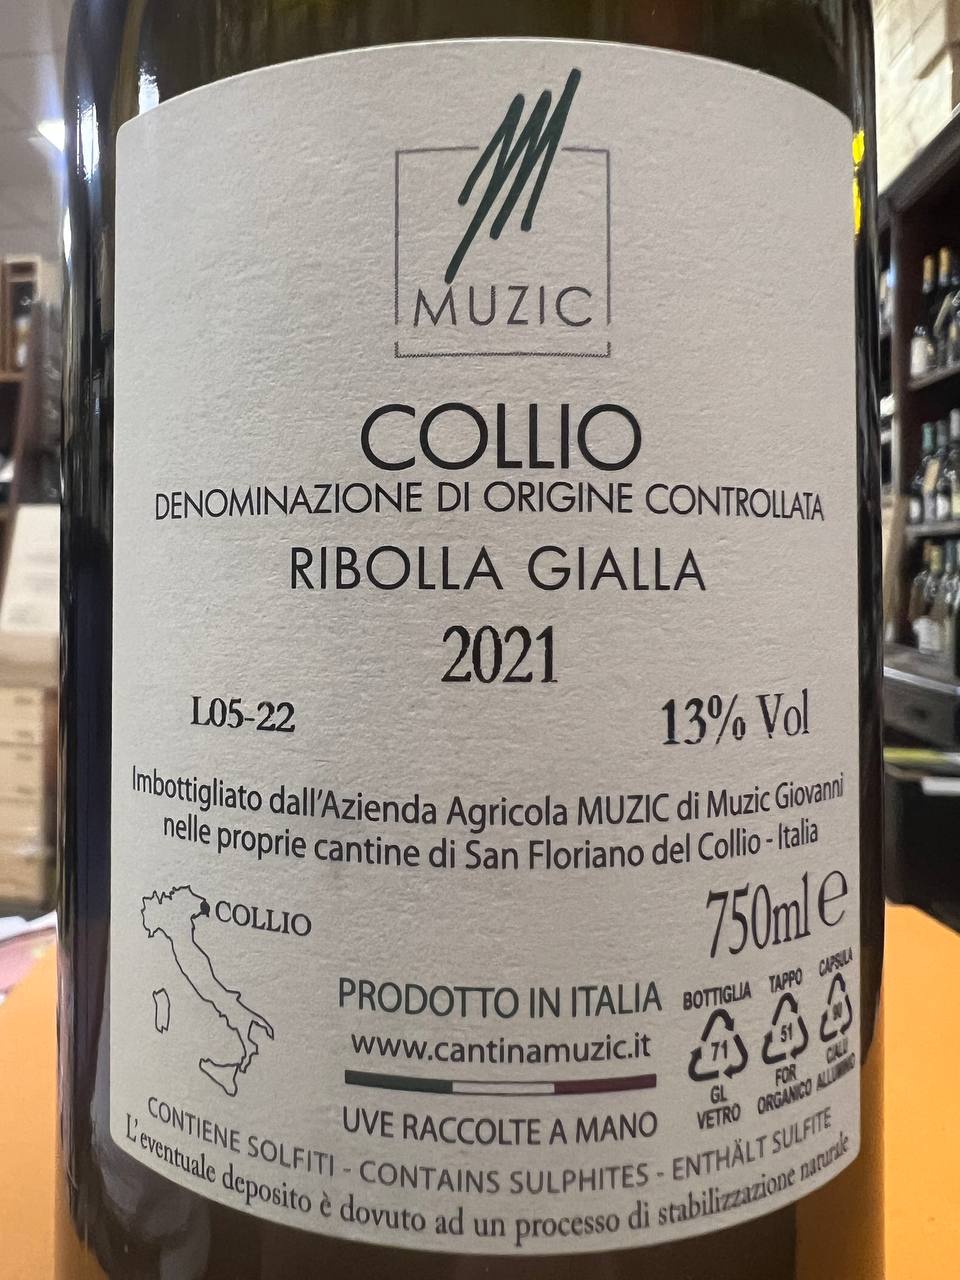 MUZIC
COLLIO
DENOMINAZIONE DI ORIGINE CONTROLLATA
RIBOLLA GIALLA
2021
L05-22
13% Vol
Imbottigliato dall'Azienda Agricola MUZIC di Muzic Giovanni
nelle proprie cantine di San Floriano del Collio - Italia
COLLIO
750ml e
PRODOTTO IN ITALIA
www.cantinamuzic.it
UVE RACCOLTE A MANO
BOTTIGLIA
71
GL
VETRO
TAPPO
51
FOR
ORGANICO
CAPSULA
90
C/ALU
ALLUMINIO
CONTIENE SOLFITI - CONTAINS SULPHITES - ENTHÄLT SULFITE
L'eventuale deposito è dovuto ad un processo di stabilizzazione naturale